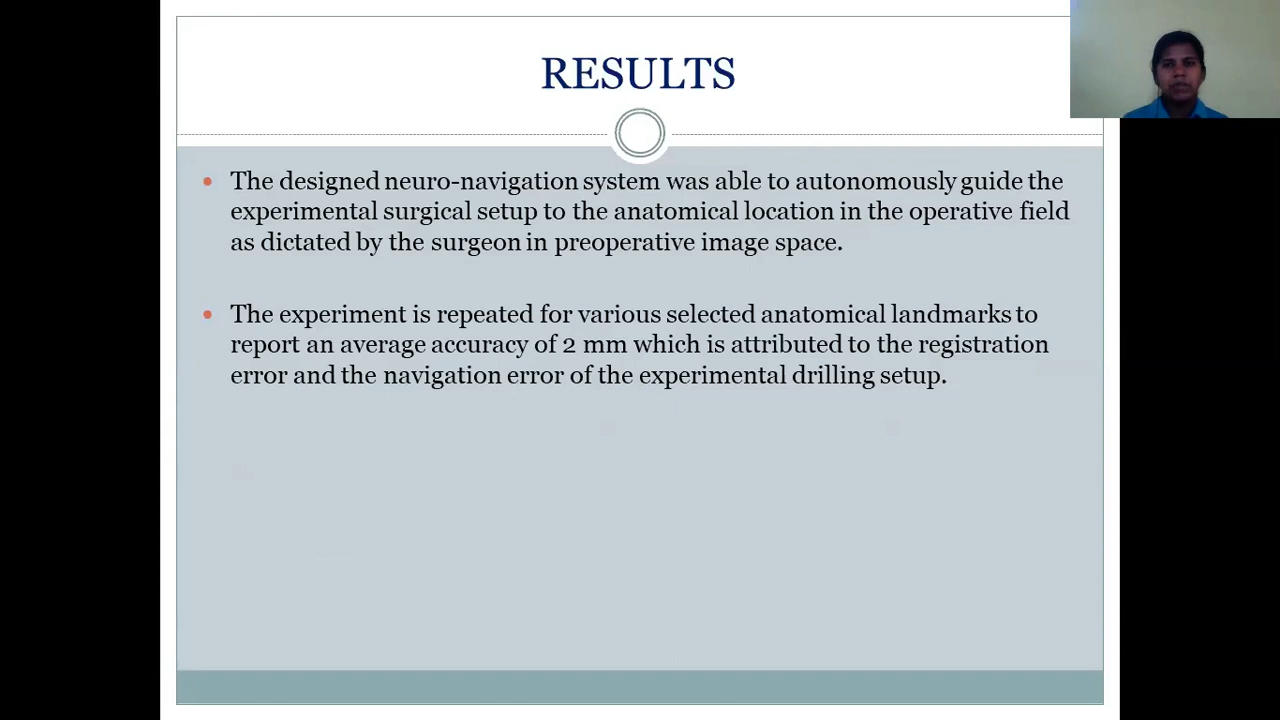 RESULTS
• The designed neuro-navigation system was able to autonomously guide the
experimental surgical setup to the anatomical location in the operative field
as dictated by the surgeon in preoperative image space.
• The experiment is repeated for various selected anatomical landmarks to
report an average accuracy of 2 mm which is attributed to the registration
error and the navigation error of the experimental drilling setup.